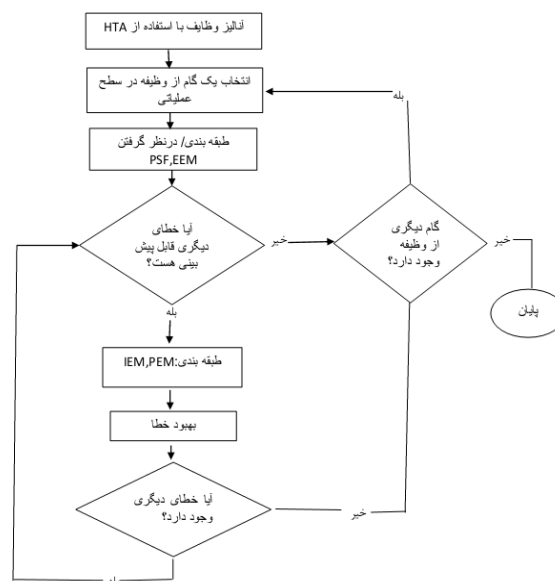 آنالیز وظایف با استفاده از HTA
انتخاب یک گام از وظیفه در سطح
عملیاتی
بله
طبقه بندی/ درنظر گرفتن
PSF,EEM
آیا خطای
دیگری قابل پیش
بینی هست؟
خیر
گام دیگری
از وظیفه
وجود دارد؟
خیر
پایان
بله
طبقه بندی:IEM,PEM
بهبود خطا
آیا خطای دیگری
وجود دارد؟
خیر
بله